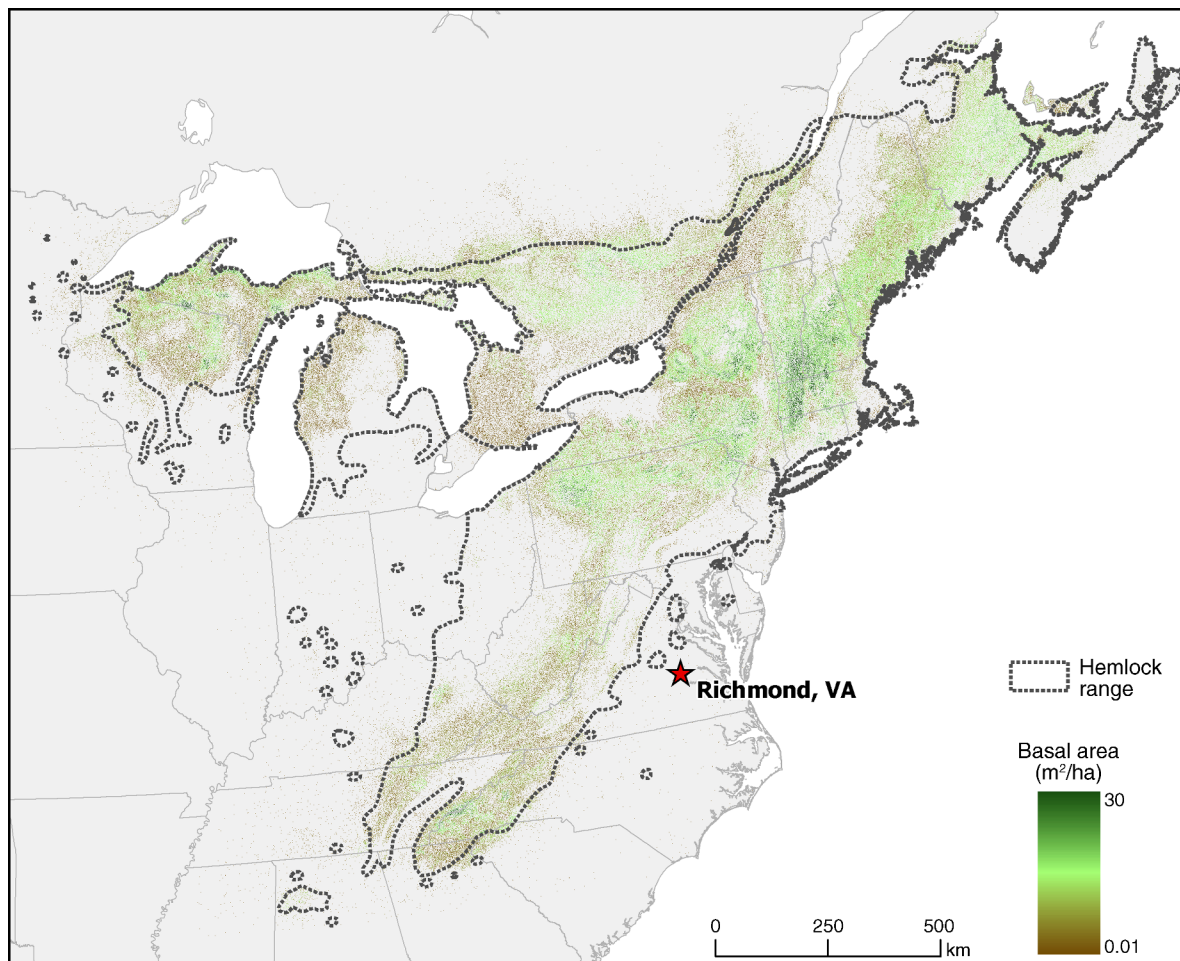 Richmond, VA
Hemlock
range
Basal area
(m²/ha)
30
0.01
0 250 500
km